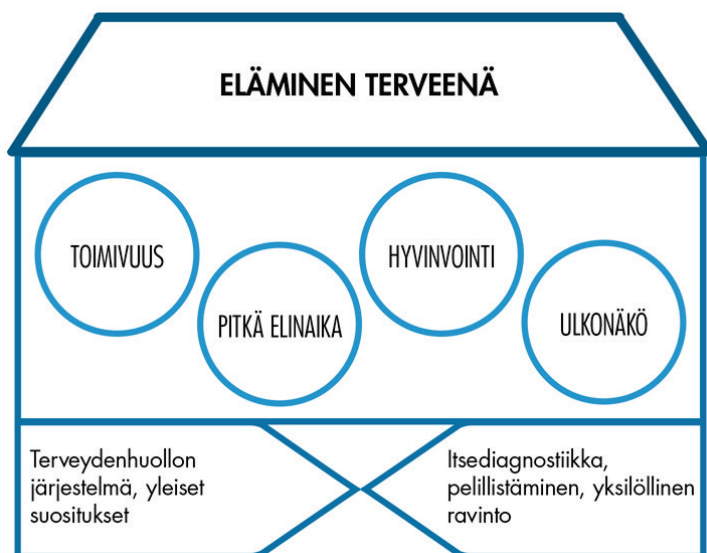 ELÄMINEN TERVEENÄ
TOIMIVUUS
PITKÄ ELINAIKA
HYVINVOINTI
ULKONÄKÖ
Terveydenhuollon
järjestelmä, yleiset
suositukset
Itsediagnostiikka,
pelillistäminen, yksilöllinen
ravinto